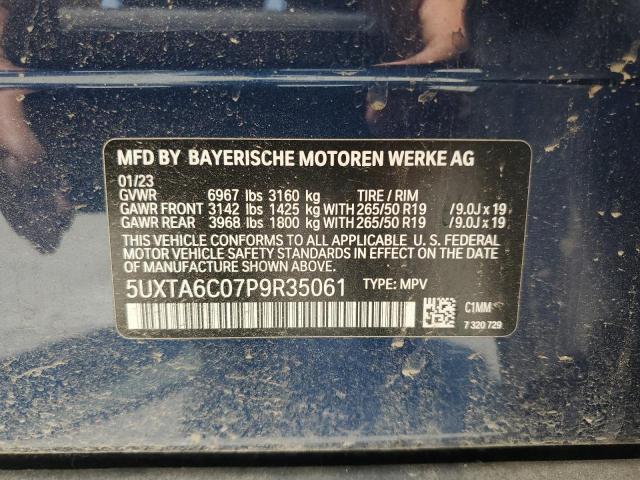 MFD BY BAYERISCHE MOTOREN WERKE AG
01/23
GVWR 6967 lbs 3160 kg TIRE / RIM
GAWR FRONT 3142 lbs 1425 kg WITH 265/50 R19 / 9.0J x 19
GAWR REAR 3968 lbs 1800 kg WITH 265/50 R19 / 9.0J x 19
THIS VEHICLE CONFORMS TO ALL APPLICABLE U. S. FEDERAL
MOTOR VEHICLE SAFETY STANDARDS IN EFFECT ON THE DATE
OF MANUFACTURE SHOWN ABOVE.
5UXTA6C07P9R35061 TYPE: MPV
C1MM
7 320 729